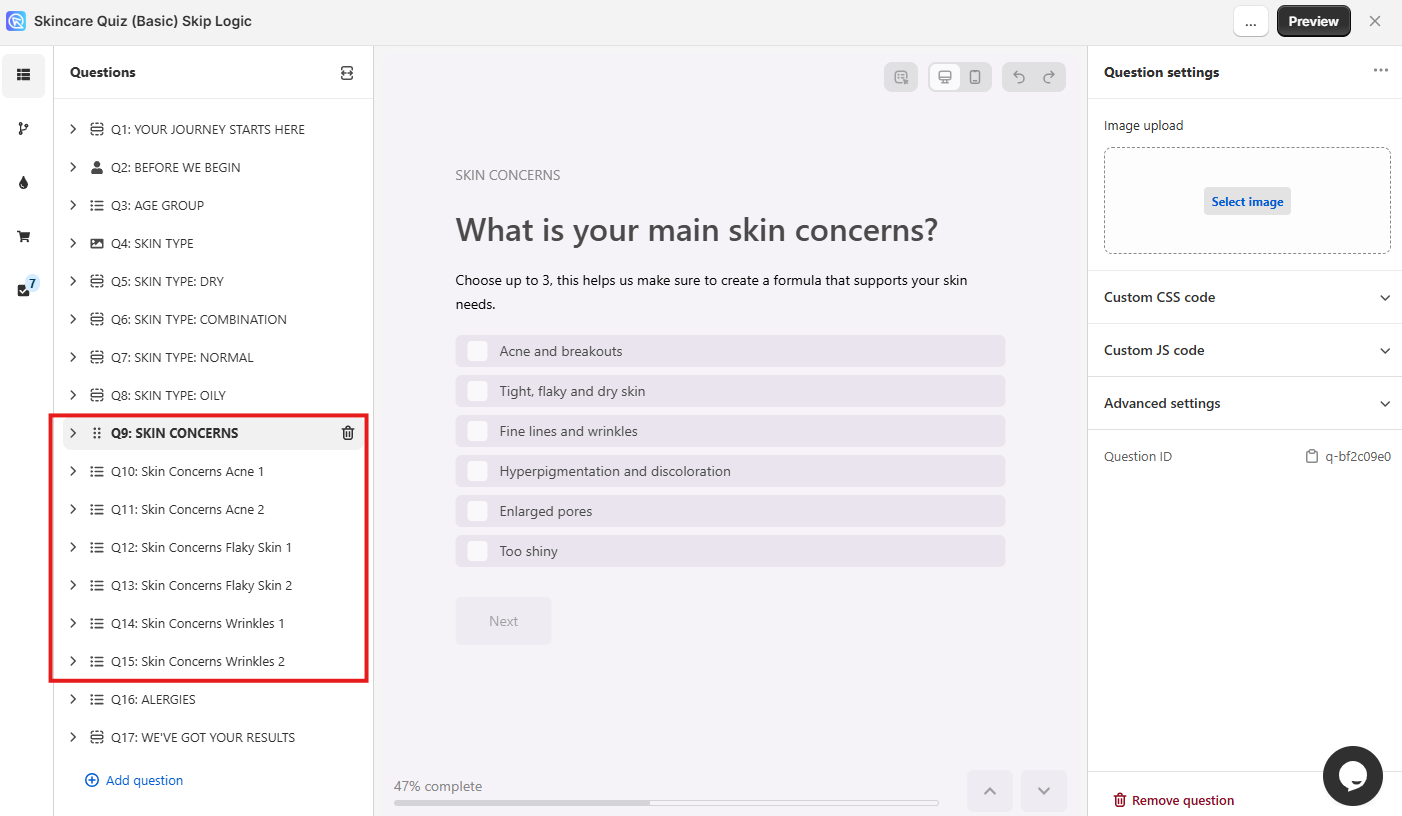 Skincare Quiz (Basic) Skip Logic
...
Preview
Questions
Q1: YOUR JOURNEY STARTS HERE
Q2: BEFORE WE BEGIN
Q3: AGE GROUP
Q4: SKIN TYPE
Q5: SKIN TYPE: DRY
Q6: SKIN TYPE: COMBINATION
Q7: SKIN TYPE: NORMAL
Q8: SKIN TYPE: OILY
Q9: SKIN CONCERNS
Q10: Skin Concerns Acne 1
Q11: Skin Concerns Acne 2
Q12: Skin Concerns Flaky Skin 1
Q13: Skin Concerns Flaky Skin 2
Q14: Skin Concerns Wrinkles 1
Q15: Skin Concerns Wrinkles 2
Q16: ALERGIES
Q17: WE'VE GOT YOUR RESULTS
Add question
7
SKIN CONCERNS
What is your main skin concerns?
Choose up to 3, this helps us make sure to create a formula that supports your skin
needs.
Acne and breakouts
Tight, flaky and dry skin
Fine lines and wrinkles
Hyperpigmentation and discoloration
Enlarged pores
Too shiny
Next
47% complete
Question settings
Image upload
Select image
Custom CSS code
Custom JS code
Advanced settings
Question ID
q-bf2c09e0
Remove question